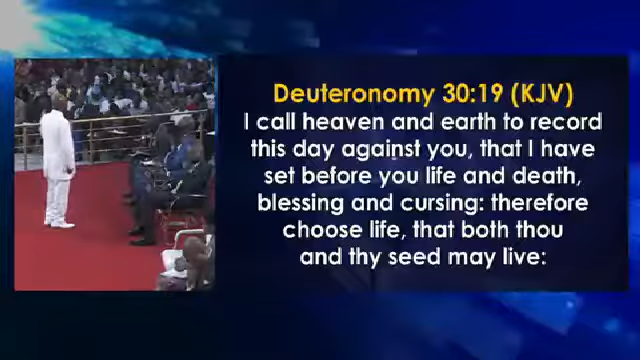 Deuteronomy 30:19 (KJV)
I call heaven and earth to record
this day against you, that I have
set before you life and death,
blessing and cursing: therefore
choose life, that both thou
and thy seed may live: